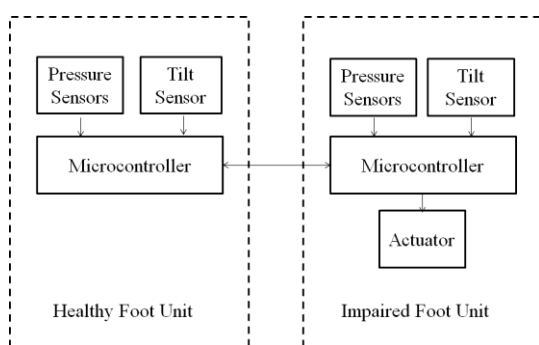 Pressure
Sensors
Tilt
Sensor
Microcontroller
Healthy Foot Unit
Pressure
Sensors
Tilt
Sensor
Microcontroller
Actuator
Impaired Foot Unit